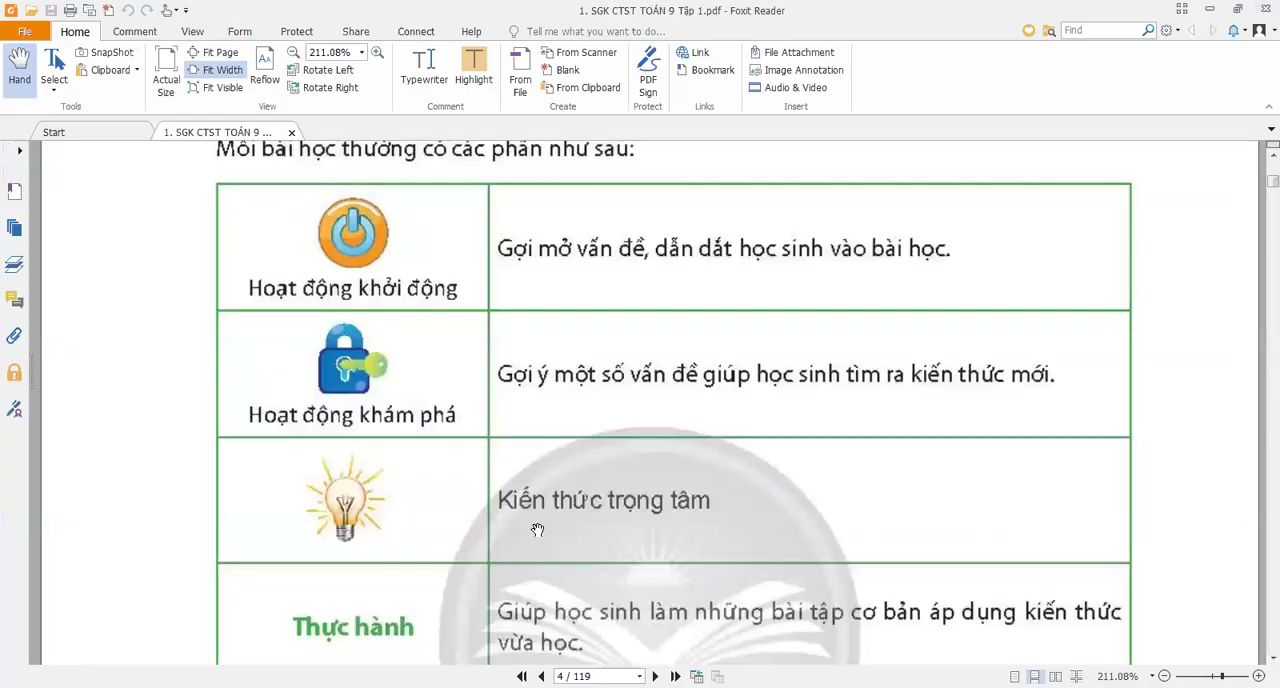 1. SGK CTST TOÁN 9 Tập 1.pdf - Foxit Reader
File Home Comment View Form Protect Share Connect Help Tell me what you want to do... Find
Hand
Select
SnapShot
Clipboard
Actual Size
Fit Page
Fit Width
Fit Visible
Reflow
211.08%
Rotate Left
Rotate Right
Typewriter
Highlight
From File
From Scanner
Blank
From Clipboard
PDF Sign
Link
Bookmark
File Attachment
Image Annotation
Audio & Video
Tools View Comment Create Protect Links Insert
Start 1. SGK CTST TOÁN 9 ...
Mỗi bài học thường có các phần như sau:
Hoạt động khởi động
Gợi mở vấn đề, dẫn dắt học sinh vào bài học.
Hoạt động khám phá
Gợi ý một số vấn đề giúp học sinh tìm ra kiến thức mới.
Kiến thức trọng tâm
Thực hành
Giúp học sinh làm những bài tập cơ bản áp dụng kiến thức
vừa học.
4 / 119 211.08%